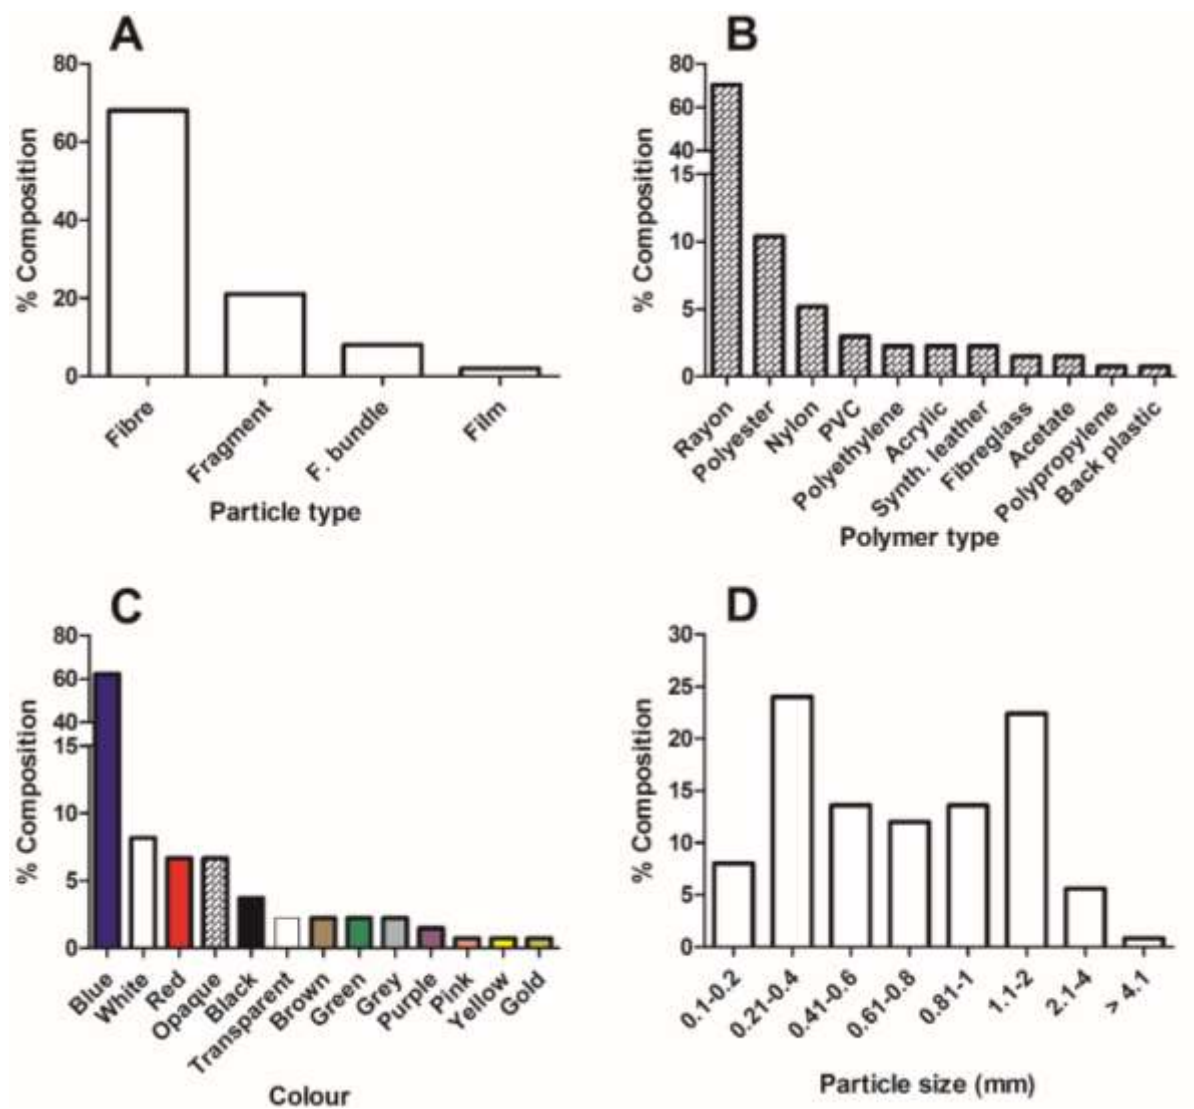 A
80
60
40
20
0
% Composition
Fibre
Fragment
F. bundle
Film
Particle type
B
80
60
40
15
10
5
0
% Composition
Rayon
Polyester
Nylon
PVC
Polyethylene
Acrylic
Synth. leather
Fibreglass
Acetate
Polypropylene
Back plastic
Polymer type
C
80
60
40
15
10
5
0
% Composition
Blue
White
Red
Opaque
Black
Transparent
Brown
Green
Grey
Purple
Pink
Yellow
Gold
Colour
D
30
25
20
15
10
5
0
% Composition
0.1-0.2
0.21-0.4
0.41-0.6
0.61-0.8
0.81-1
1.1-2
2.1-4
> 4.1
Particle size (mm)